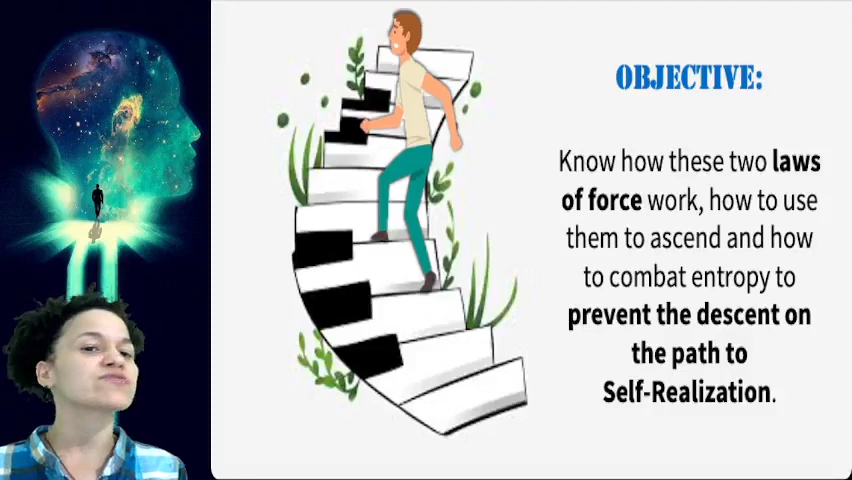 OBJECTIVE:
Know how these two laws
of force work, how to use
them to ascend and how
to combat entropy to
prevent the descent on
the path to
Self-Realization.